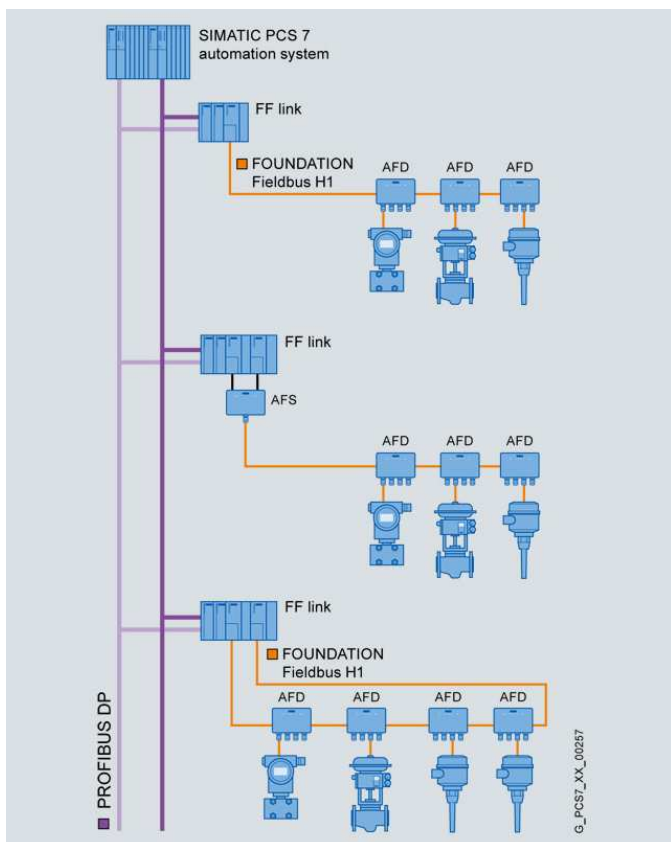 SIMATIC PCS 7
automation system
FF link
FOUNDATION
Fieldbus H1
AFD
AFD
AFD
FF link
AFS
AFD
AFD
AFD
FF link
FOUNDATION
Fieldbus H1
AFD
AFD
AFD
AFD
PROFIBUS DP
G_PCS7_XX_00257